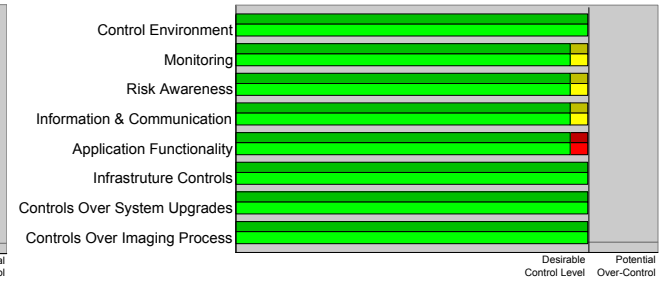 Control Environment
Monitoring
Risk Awareness
Information & Communication
Application Functionality
Infrastruture Controls
Controls Over System Upgrades
Controls Over Imaging Process
Desirable
Control Level
Potential
Over-Control